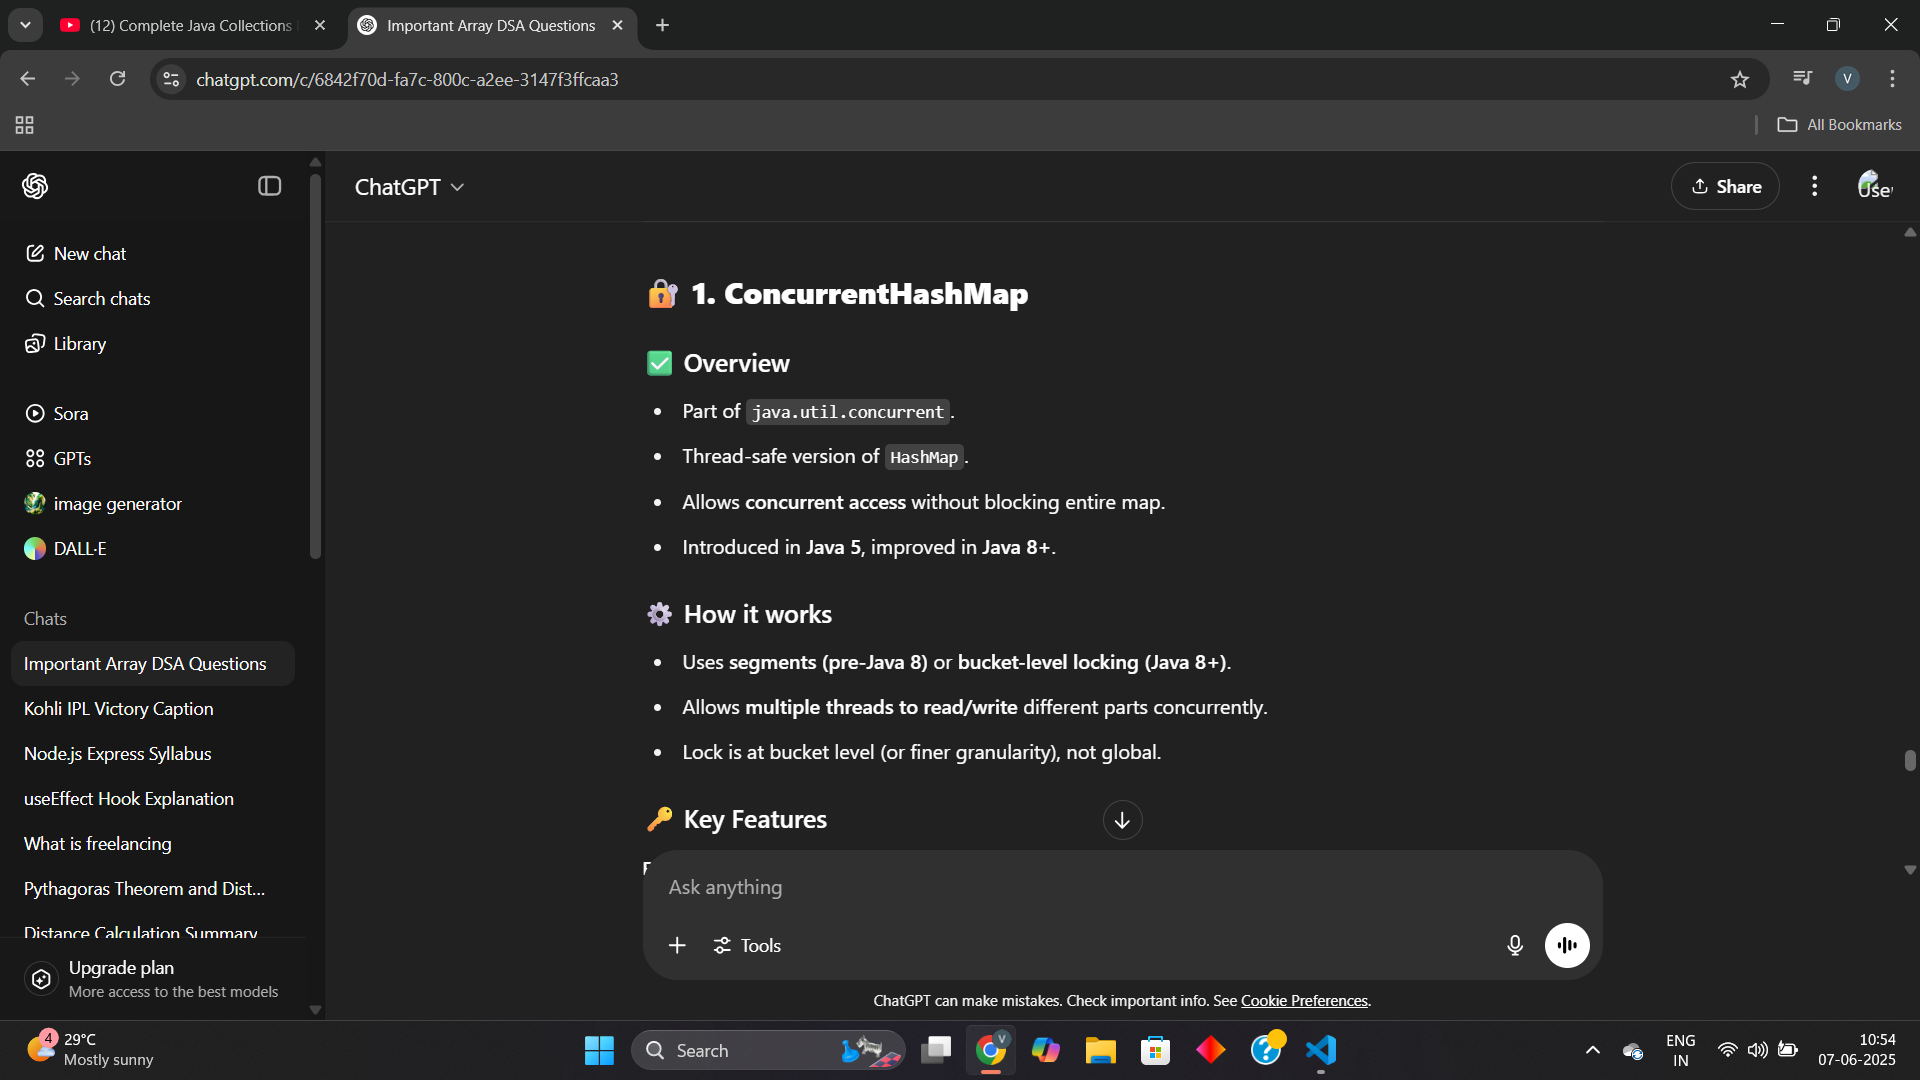 (12) Complete Java Collections
Important Array DSA Questions
chatgpt.com/c/6842f70d-fa7c-800c-a2ee-3147f3ffcaa3
V
All Bookmarks
ChatGPT
Share
User
New chat
Search chats
Library
Sora
GPTs
image generator
DALL·E
Chats
Important Array DSA Questions
Kohli IPL Victory Caption
Node.js Express Syllabus
useEffect Hook Explanation
What is freelancing
Pythagoras Theorem and Dist...
Distance Calculation Summary
Upgrade plan
More access to the best models
1. ConcurrentHashMap
Overview
• Part of java.util.concurrent.
• Thread-safe version of HashMap.
• Allows concurrent access without blocking entire map.
• Introduced in Java 5, improved in Java 8+.
How it works
• Uses segments (pre-Java 8) or bucket-level locking (Java 8+).
• Allows multiple threads to read/write different parts concurrently.
• Lock is at bucket level (or finer granularity), not global.
Key Features
Ask anything
Tools
ChatGPT can make mistakes. Check important info. See Cookie Preferences.
4
29°C
Mostly sunny
Search
V
ENG
IN
10:54
07-06-2025